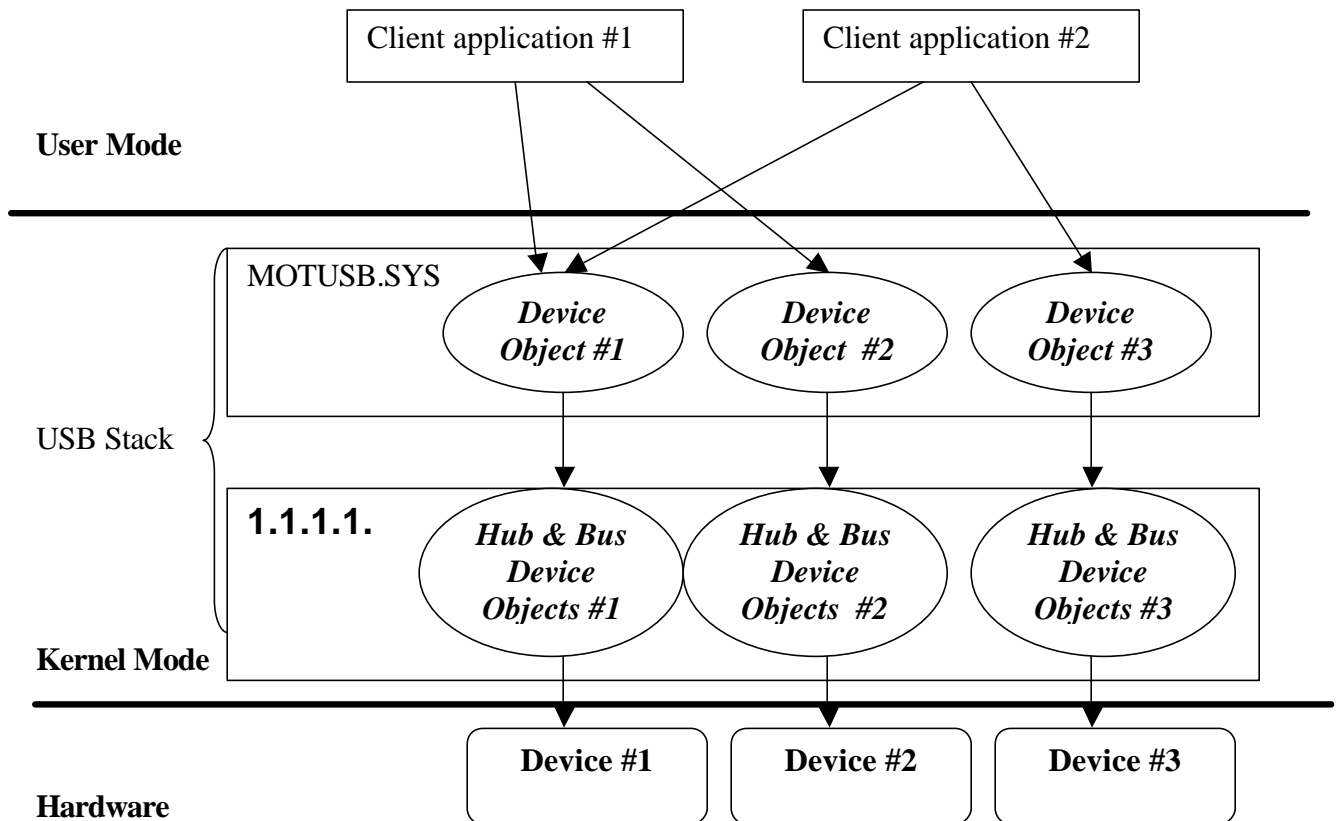 Client application #1
Client application #2
User Mode
MOTUSB.SYS
Device
Object #1
Device
Object #2
Device
Object #3
USB Stack
1.1.1.1.
Hub & Bus
Device
Objects #1
Hub & Bus
Device
Objects #2
Hub & Bus
Device
Objects #3
Kernel Mode
Device #1
Device #2
Device #3
Hardware